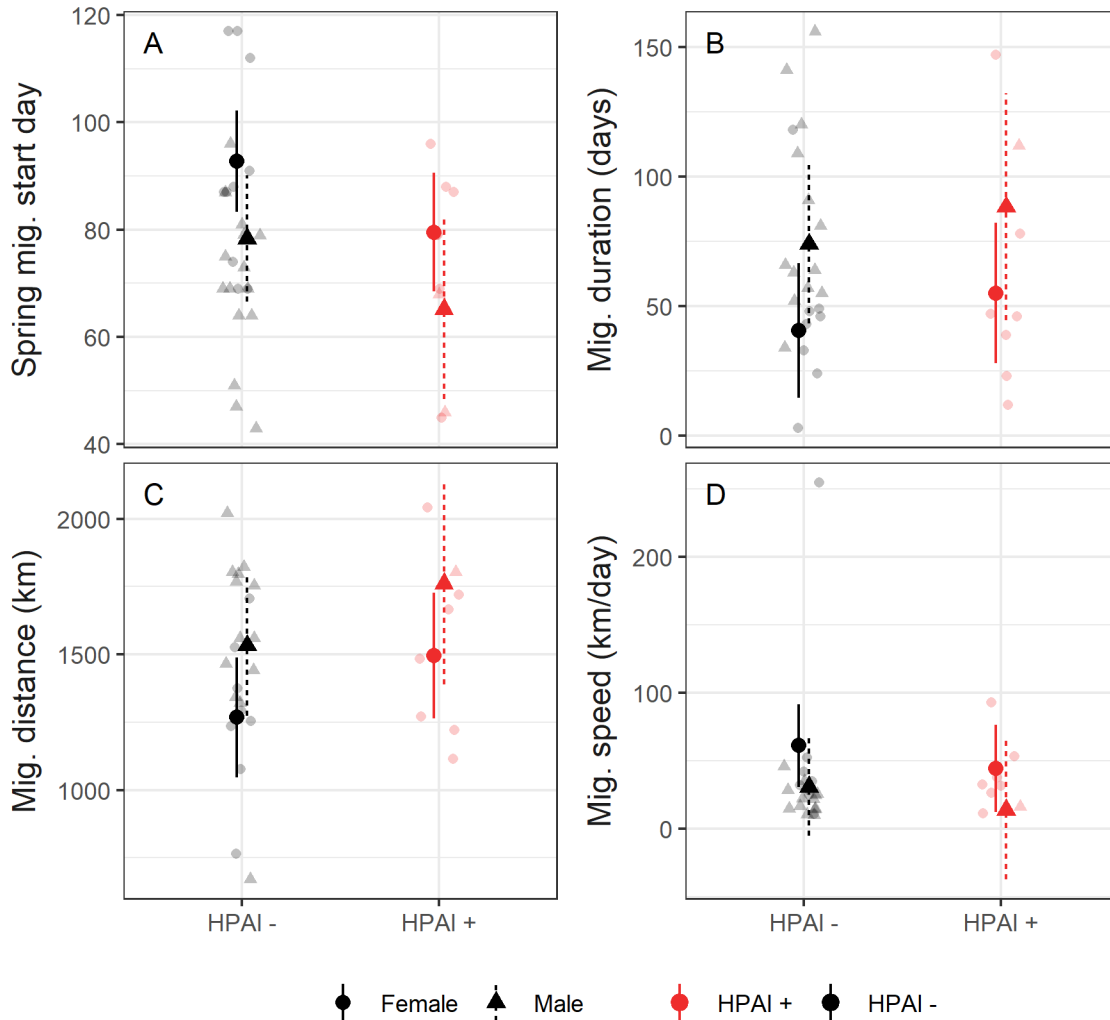 A
Spring mig. start day
120
100
80
60
40
B
Mig. duration (days)
150
100
50
0
C
Mig. distance (km)
2000
1500
1000
HPAI -
HPAI +
D
Mig. speed (km/day)
200
100
0
HPAI -
HPAI +
Female
Male
HPAI +
HPAI -